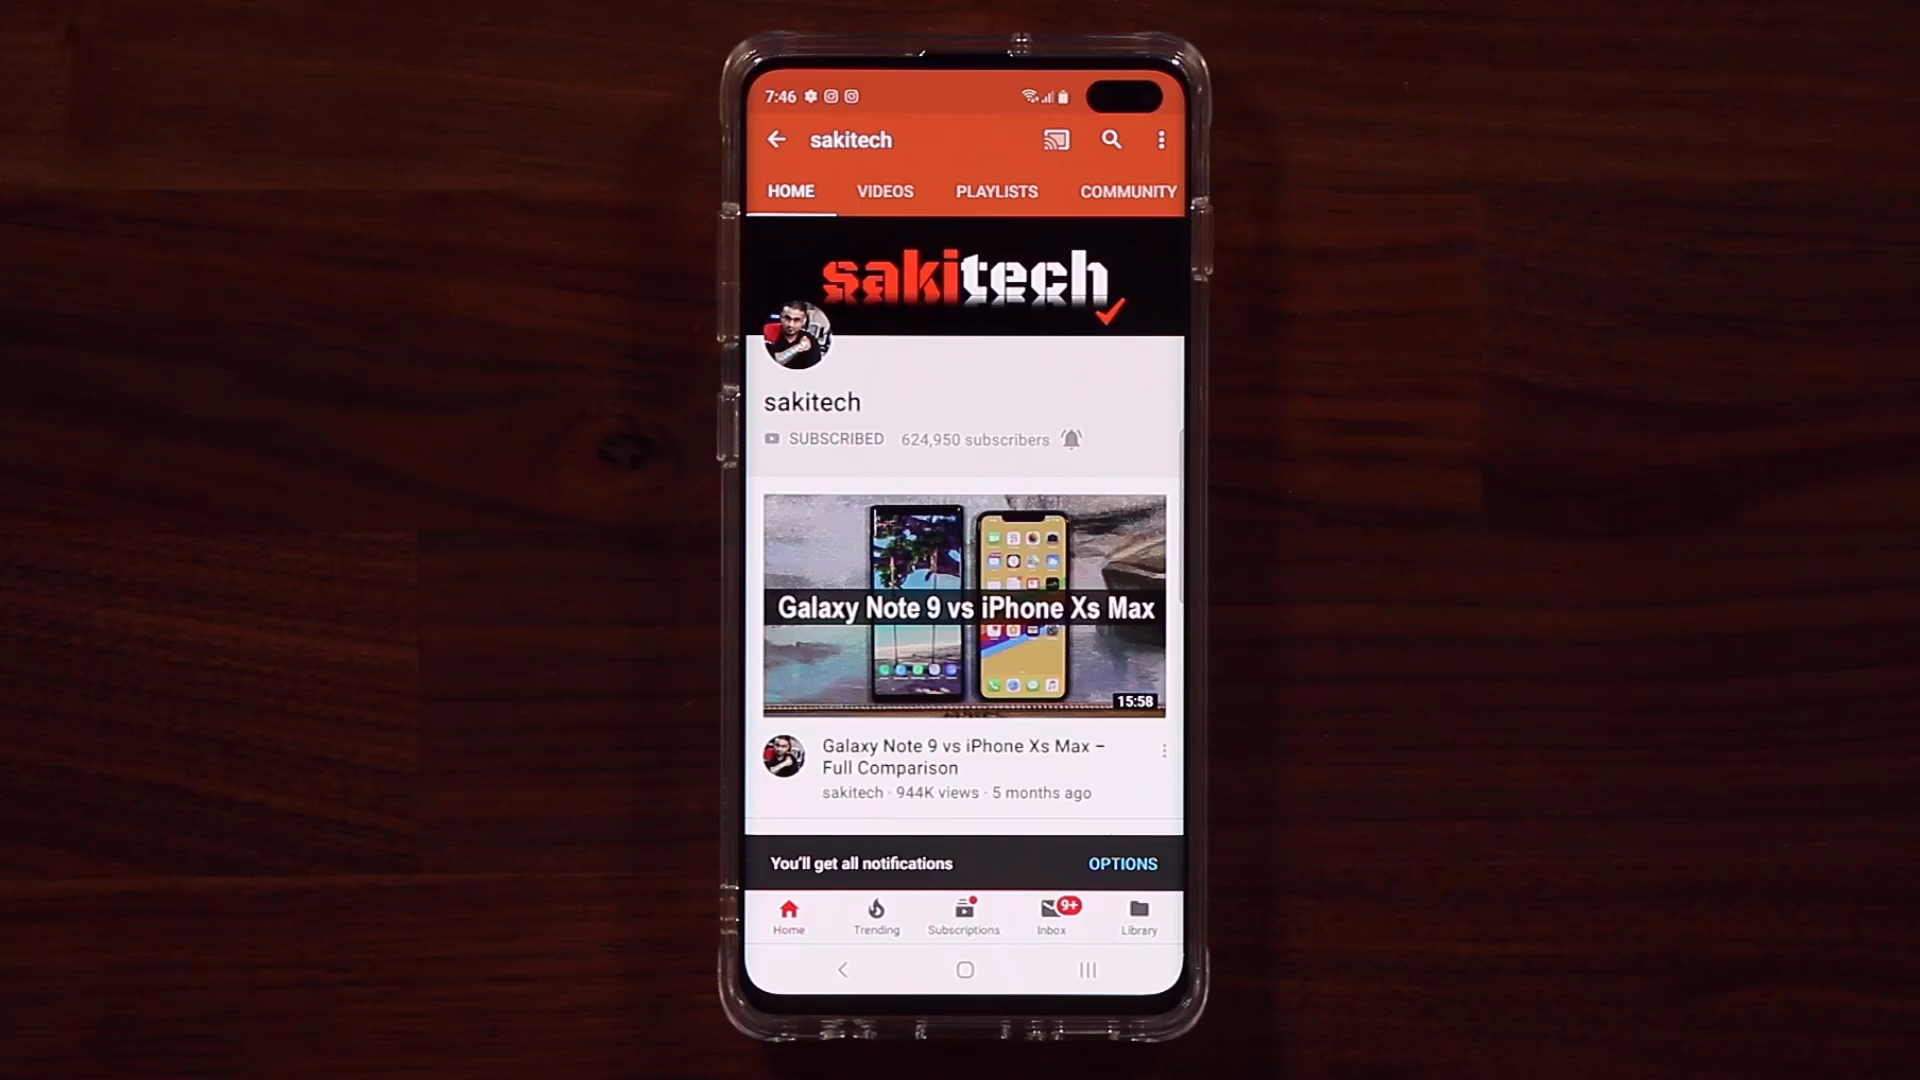 7:46
sakitech
HOME VIDEOS PLAYLISTS COMMUNITY
sakitech
sakitech
SUBSCRIBED 624,950 subscribers
Galaxy Note 9 vs iPhone Xs Max
15:58
Galaxy Note 9 vs iPhone Xs Max –
Full Comparison
sakitech · 944K views · 5 months ago
You'll get all notifications OPTIONS
9+
Home Trending Subscriptions Inbox Library